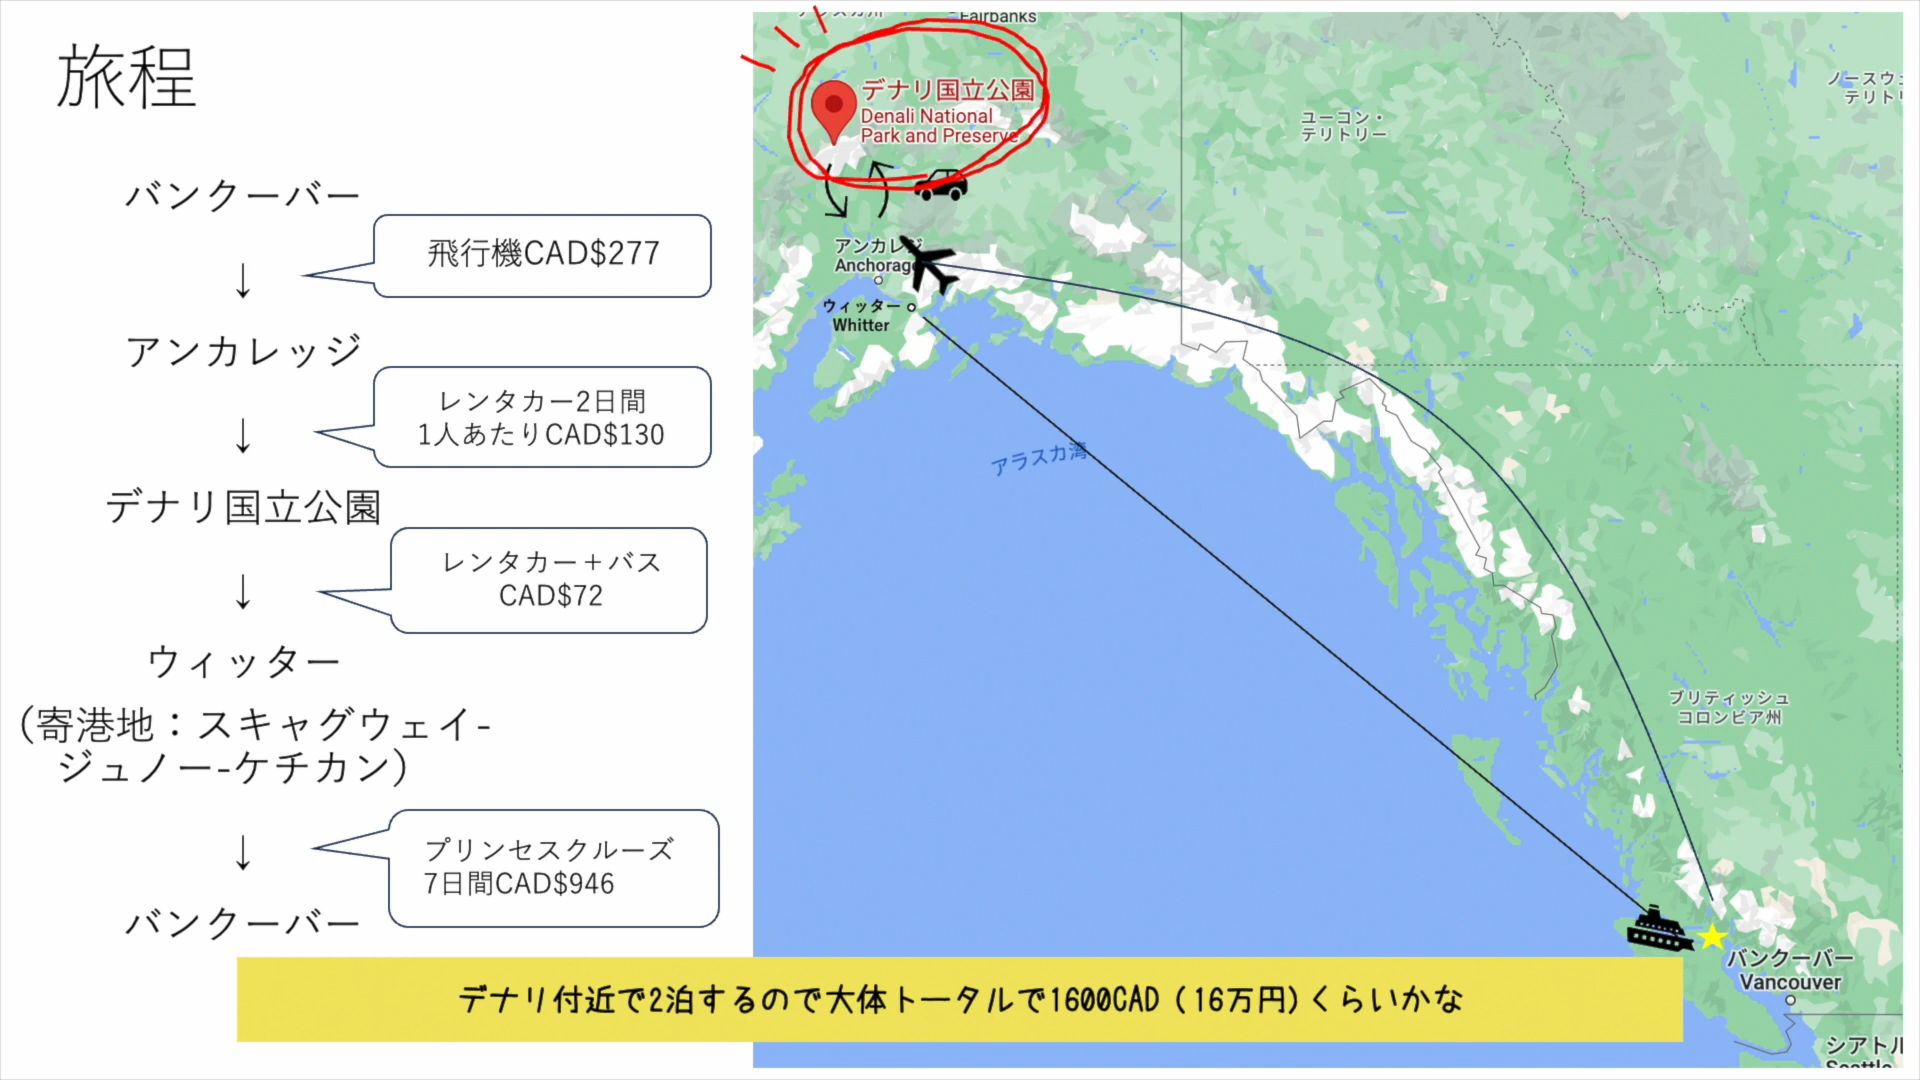 旅程
バンクーバー
↓
飛行機CAD$277
アンカレッジ
↓
レンタカー2日間
1人あたりCAD$130
デナリ国立公園
↓
レンタカー＋バス
CAD$72
ウィッター
（寄港地：スキャグウェイ-
ジュノー-ケチカン）
↓
プリンセスクルーズ
7日間CAD$946
バンクーバー
Fairbanks
デナリ国立公園
Denali National
Park and Preserve
ユーコン・
テリトリー
アンカレジ
Anchorage
ウィッター
Whitter
アラスカ湾
ブリティッシュ
コロンビア州
バンクーバー
Vancouver
シアトル
デナリ付近で2泊するので大体トータルで1600CAD (16万円)くらいかな